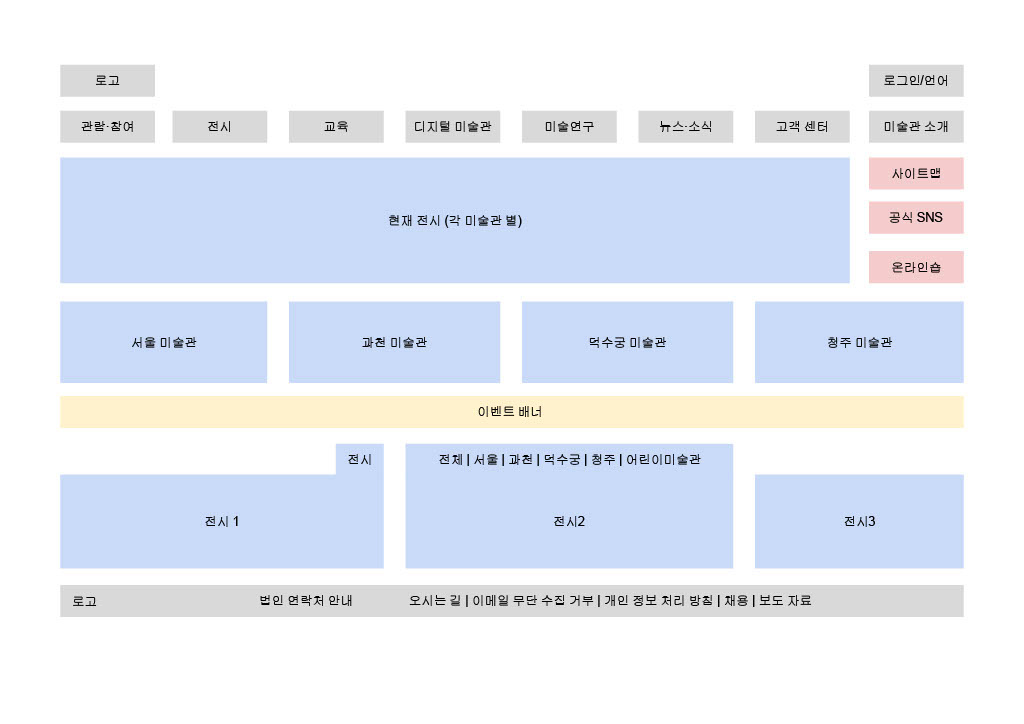 로고
로그인/언어
관람·참여
전시
교육
디지털 미술관
미술연구
뉴스·소식
고객 센터
미술관 소개
현재 전시 (각 미술관 별)
사이트맵
공식 SNS
온라인숍
서울 미술관
과천 미술관
덕수궁 미술관
청주 미술관
이벤트 배너
전시
전체 | 서울 | 과천 | 덕수궁 | 청주 | 어린이미술관
전시 1
전시2
전시3
로고
법인 연락처 안내
오시는 길 | 이메일 무단 수집 거부 | 개인 정보 처리 방침 | 채용 | 보도 자료